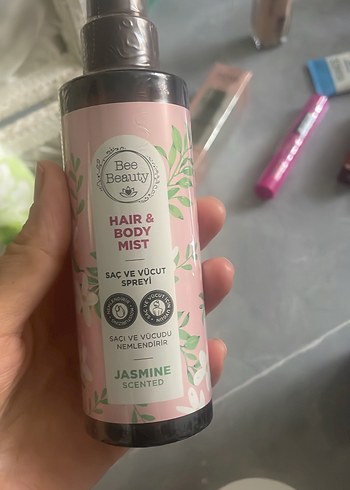 Bee
Beauty
HAIR &
BODY
MIST
SAÇ VE VÜCUT
SPREYİ
SAÇI VE VÜCUDU
NEMLENDİRİR
JASMINE
SCENTED